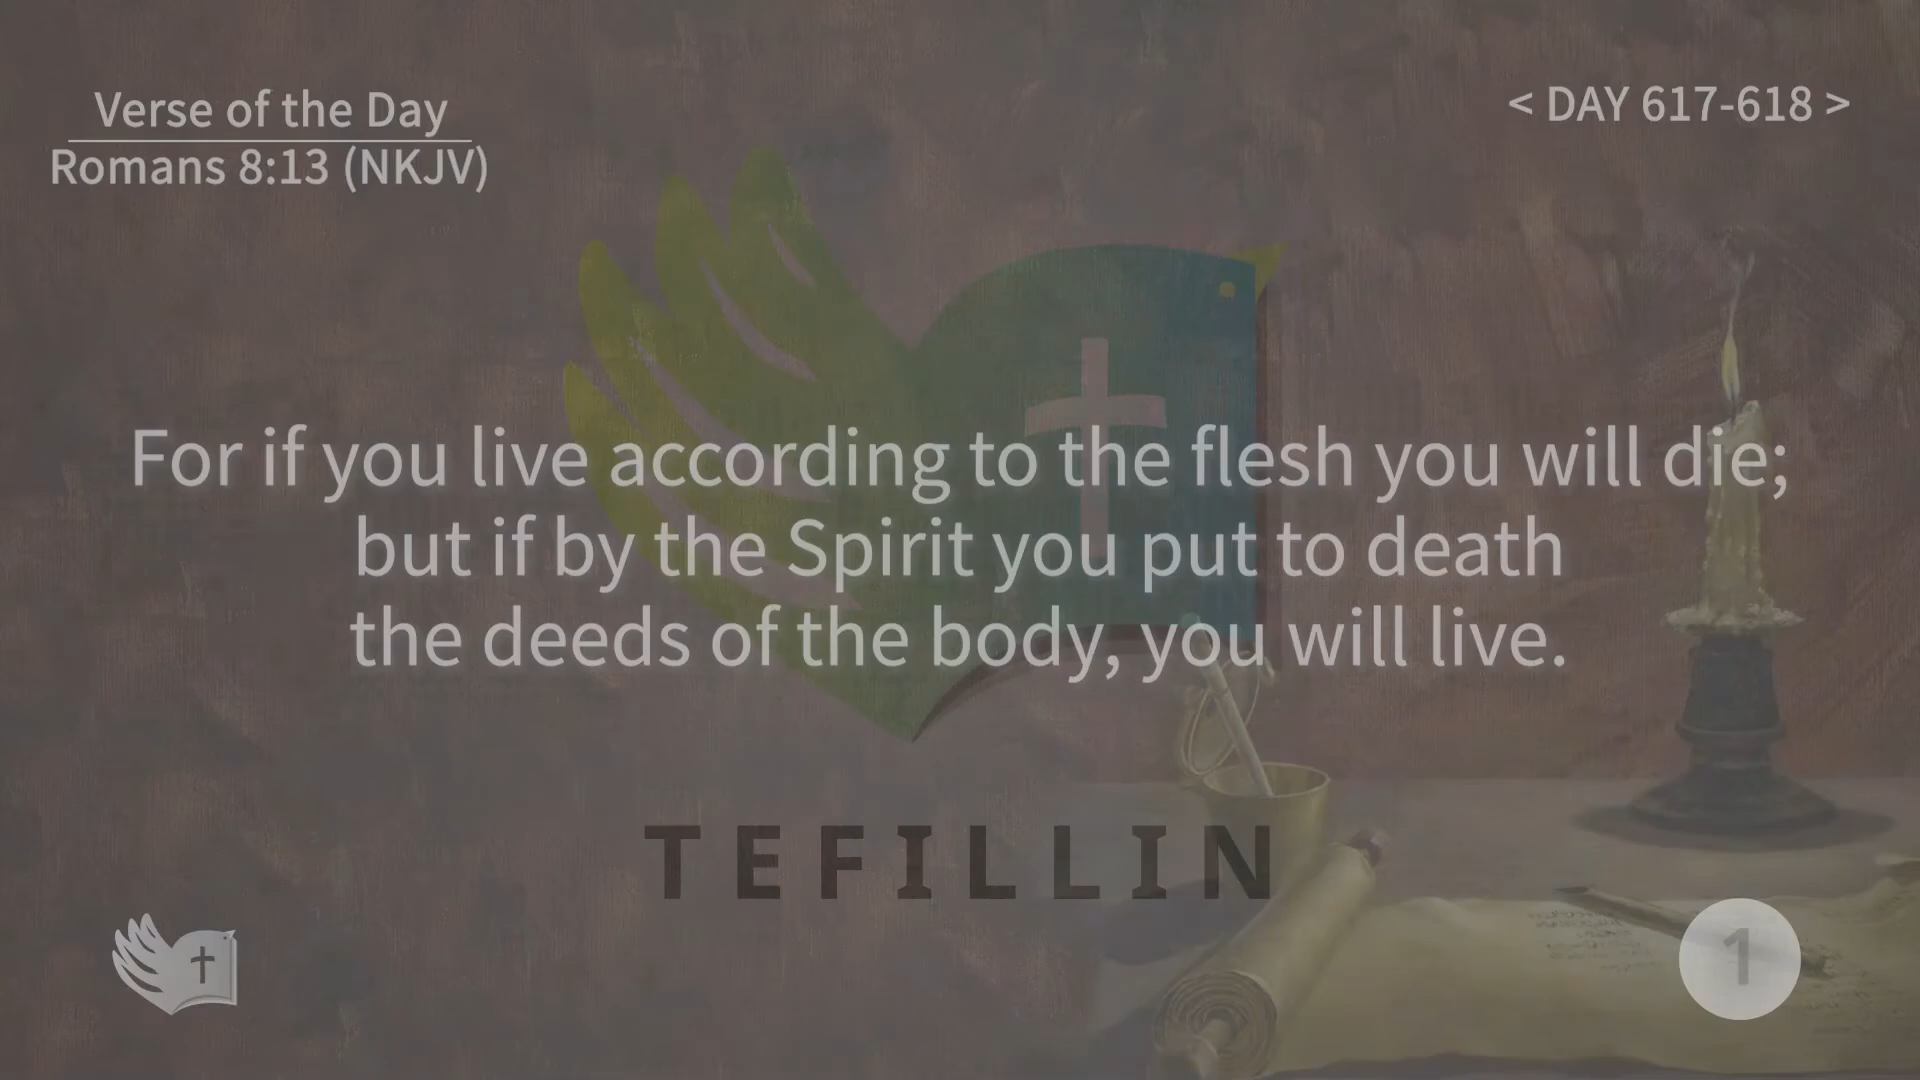 Verse of the Day
Romans 8:13 (NKJV)
< DAY 617-618 >
For if you live according to the flesh you will die;
but if by the Spirit you put to death
the deeds of the body, you will live.
TEFILLIN
1